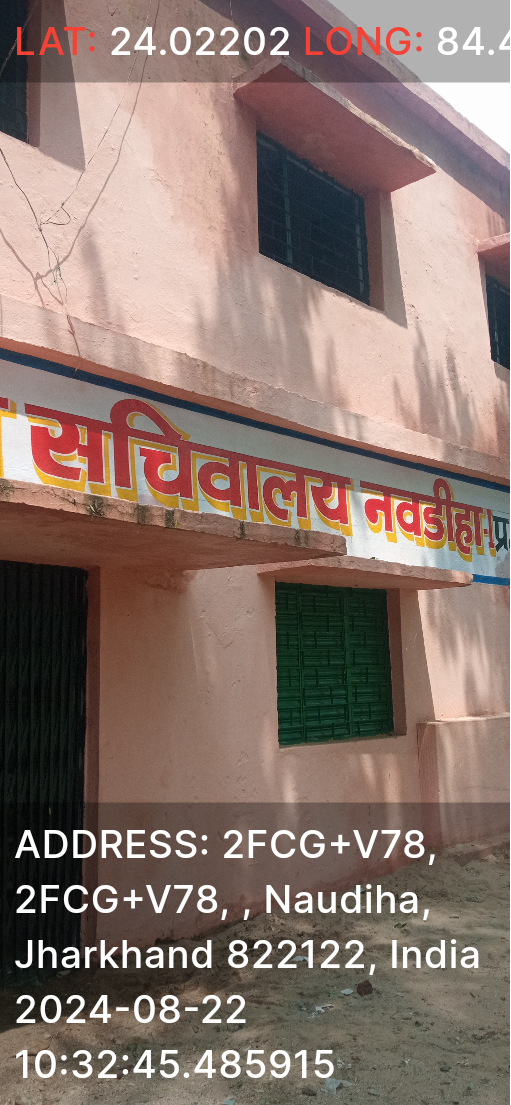 LAT: 24.02202 LONG: 84.4
सचिवालय नवडीहा-
ADDRESS: 2FCG+V78,
2FCG+V78, , Naudiha,
Jharkhand 822122, India
2024-08-22
10:32:45.485915